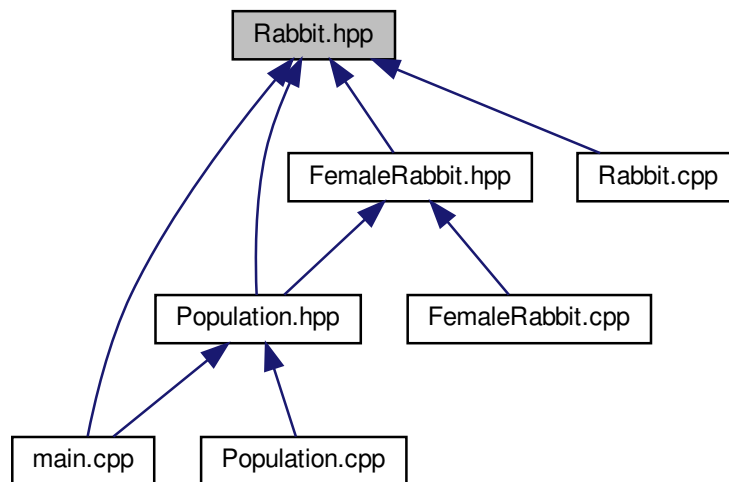 Rabbit.hpp
FemaleRabbit.hpp
Rabbit.cpp
Population.hpp
FemaleRabbit.cpp
main.cpp
Population.cpp